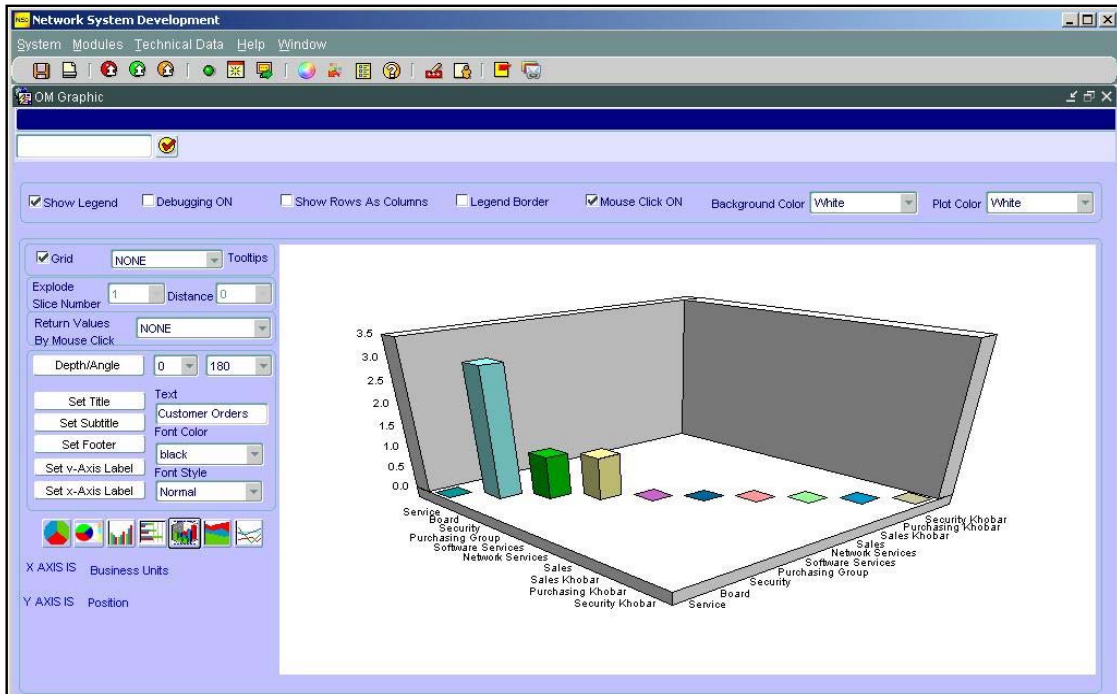 NSD Network System Development
System Modules Technical Data Help Window
OM Graphic
Show Legend Debugging ON Show Rows As Columns Legend Border Mouse Click ON Background Color White Plot Color White
Grid NONE Tooltips
Explode
Slice Number 1 Distance 0
Return Values
By Mouse Click NONE
Depth/Angle 0 180
Text
Set Title
Customer Orders
Set Subtitle
Font Color
Set Footer
black
Set v-Axis Label
Font Style
Set x-Axis Label Normal
X AXIS IS Business Units
Y AXIS IS Position
3.5
3.0
2.5
2.0
1.5
1.0
0.5
0.0
Service
Board
Security
Purchasing Group
Software Services
Network Services
Sales
Sales Khobar
Purchasing Khobar
Security Khobar
Security Khobar
Purchasing Khobar
Sales Khobar
Sales
Network Services
Software Services
Purchasing Group
Security
Board
Service